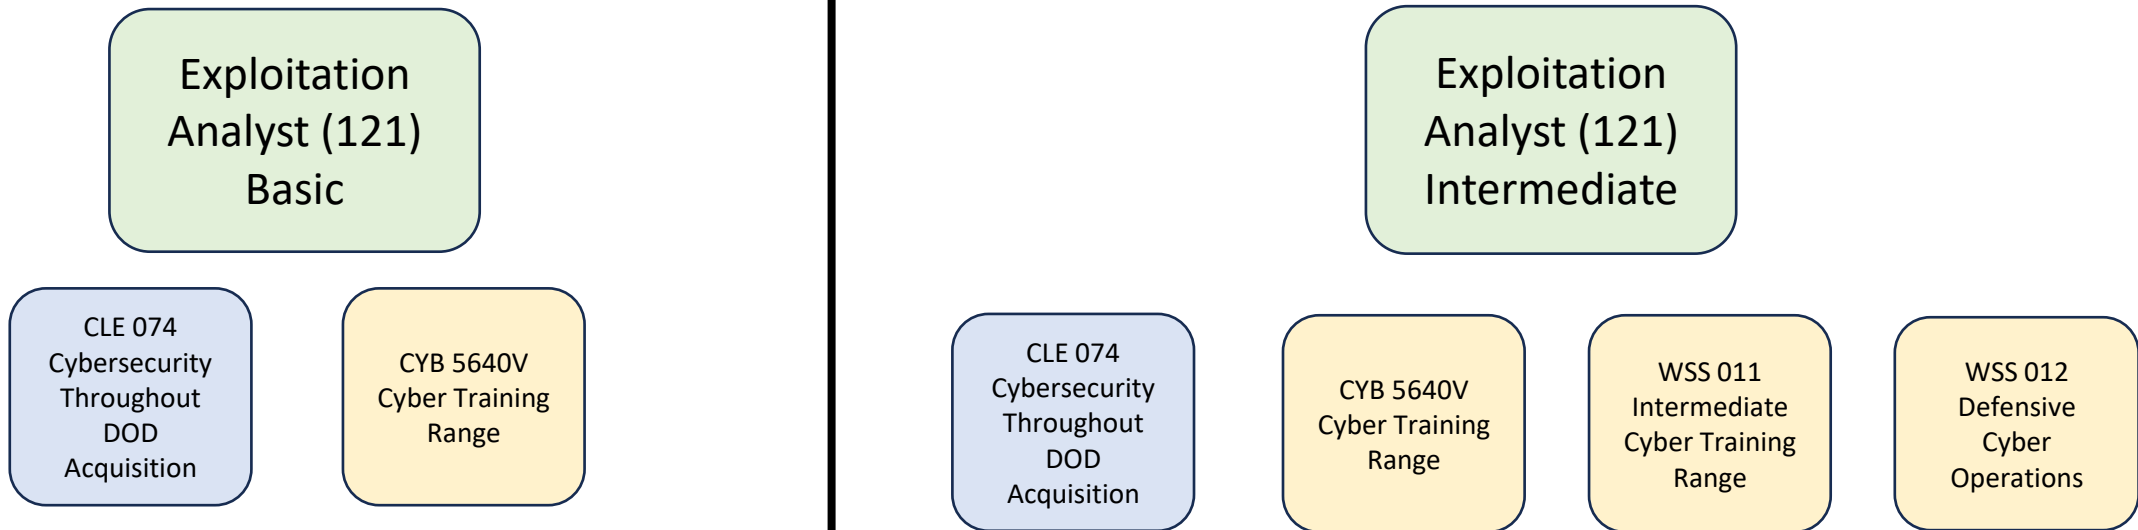 Exploitation
Analyst (121)
Basic
CLE 074
Cybersecurity
Throughout
DOD
Acquisition
CYB 5640V
Cyber Training
Range
Exploitation
Analyst (121)
Intermediate
CLE 074
Cybersecurity
Throughout
DOD
Acquisition
CYB 5640V
Cyber Training
Range
WSS 011
Intermediate
Cyber Training
Range
WSS 012
Defensive
Cyber
Operations